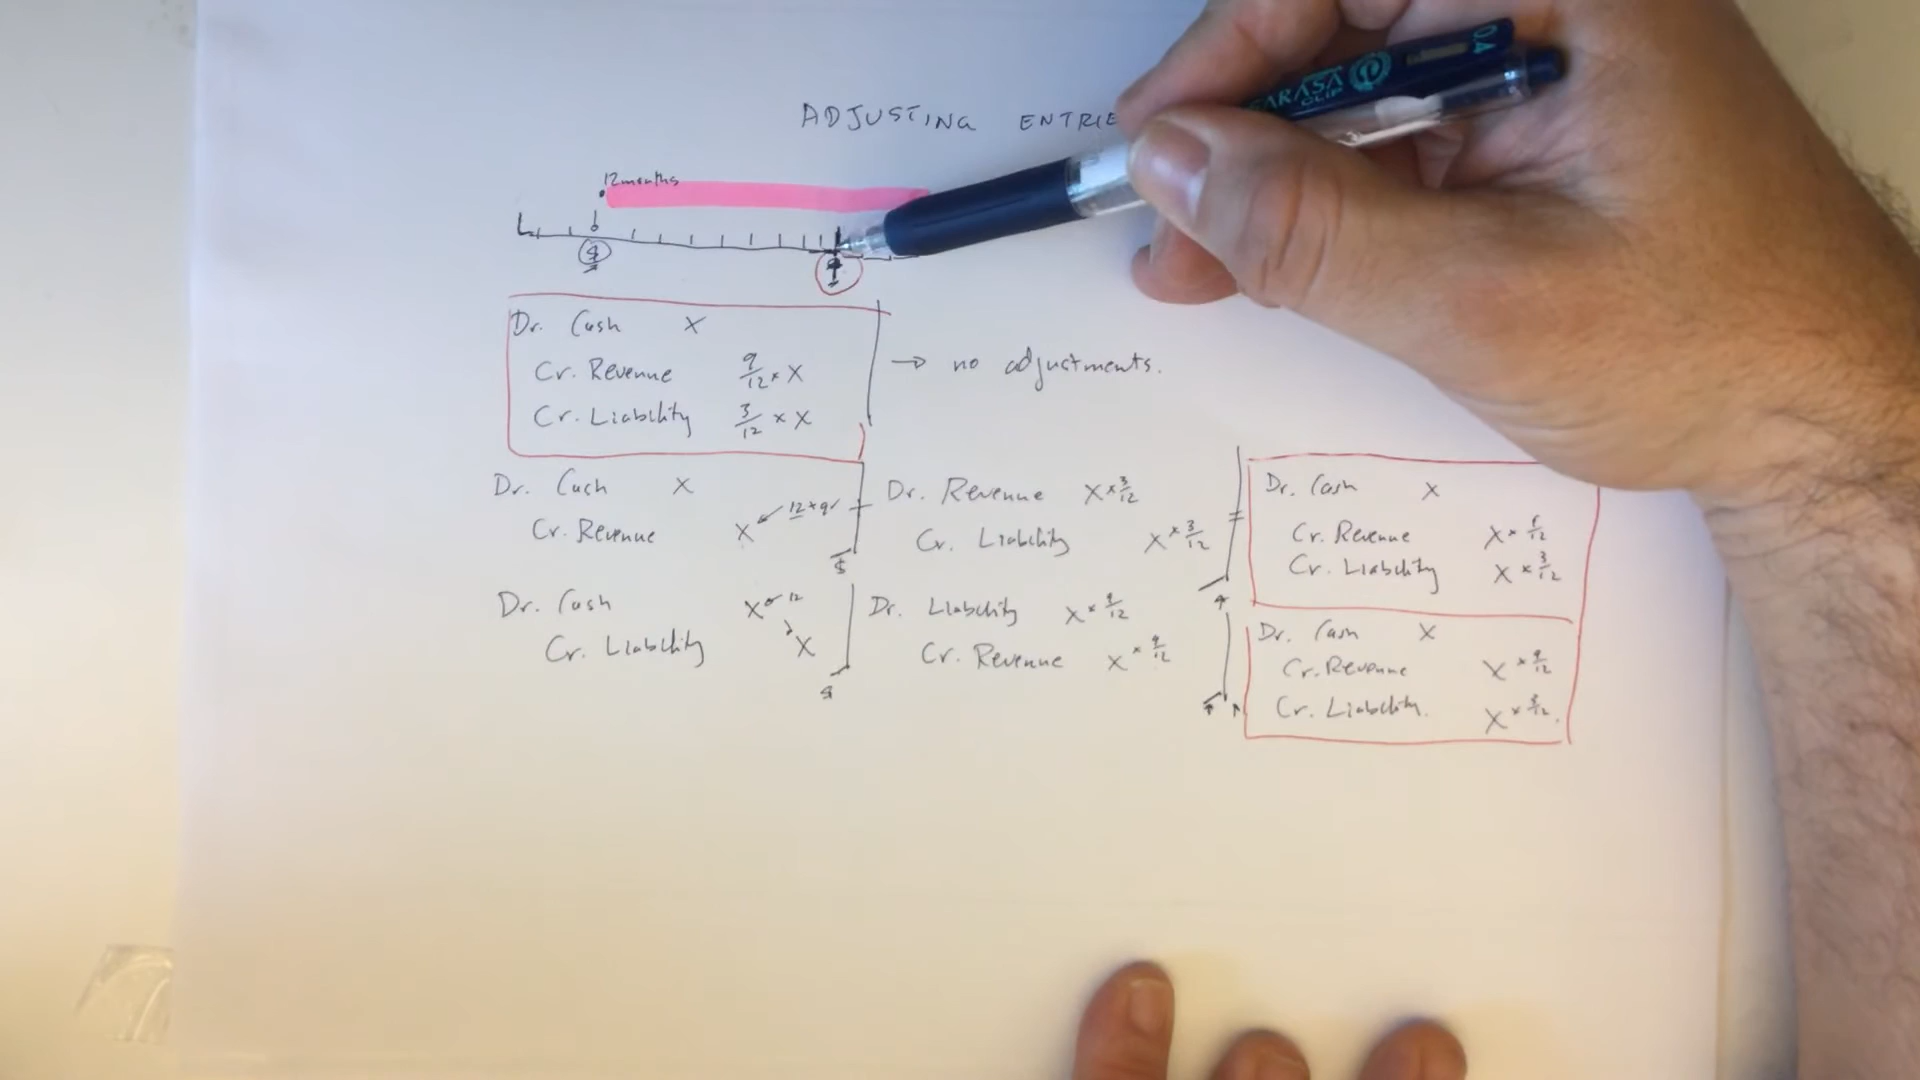 ADJUSTING ENTRIE
SARASA CLIP 0.4
12 months
$
Dr. Cash X
Cr. Revenue 9/12 × X
Cr. Liability 3/12 × X
→ no adjustments.
Dr. Cash X
Cr. Revenue X
Dr. Revenue X × 3/12
Cr. Liability X × 3/12
Dr. Cash X
Cr. Revenue X
Cr. Liability X × 3/12
Dr. Cash X ← 12
Cr. Liability X
Dr. Liability X × 9/12
Cr. Revenue X × 9/12
Dr. Cash X
Cr. Revenue X × 9/12
Cr. Liability. X × 3/12.